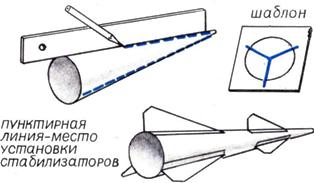 шаблон
пунктирная
линия-место
установки
стабилизаторов